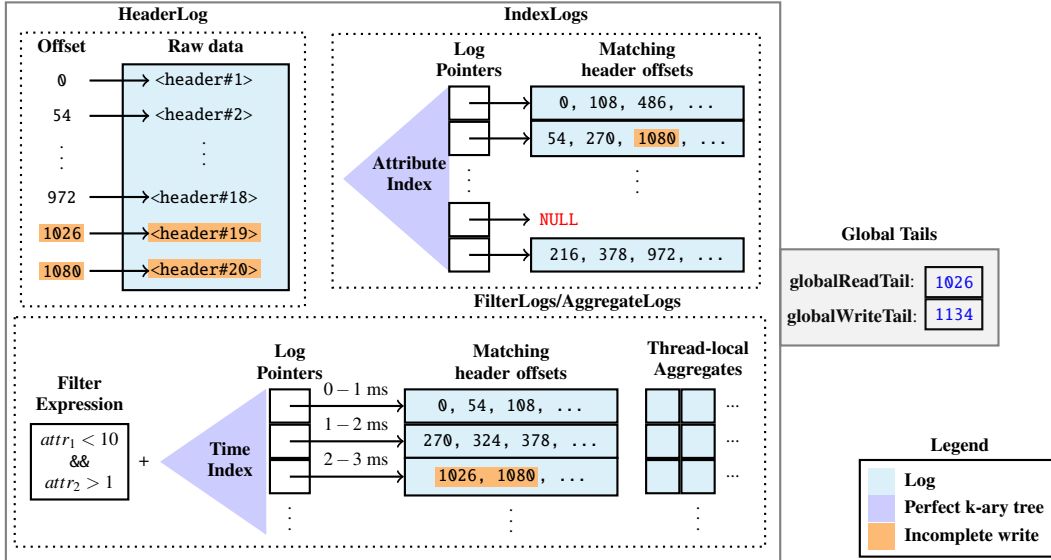 HeaderLog
Offset Raw data
0 <header#1>
54 <header#2>
972 <header#18>
1026 <header#19>
1080 <header#20>
IndexLogs
Log
Pointers
Matching
header offsets
Attribute
Index
0, 108, 486, ...
54, 270, 1080, ...
NULL
216, 378, 972, ...
Global Tails
globalReadTail: 1026
globalWriteTail: 1134
FilterLogs/AggregateLogs
Filter
Expression
attr1 < 10
&&
attr2 > 1
+
Time
Index
Log
Pointers
Matching
header offsets
Thread-local
Aggregates
0 − 1 ms 0, 54, 108, ... ...
1 − 2 ms 270, 324, 378, ... ...
2 − 3 ms 1026, 1080, ... ...
Legend
Log
Perfect k-ary tree
Incomplete write